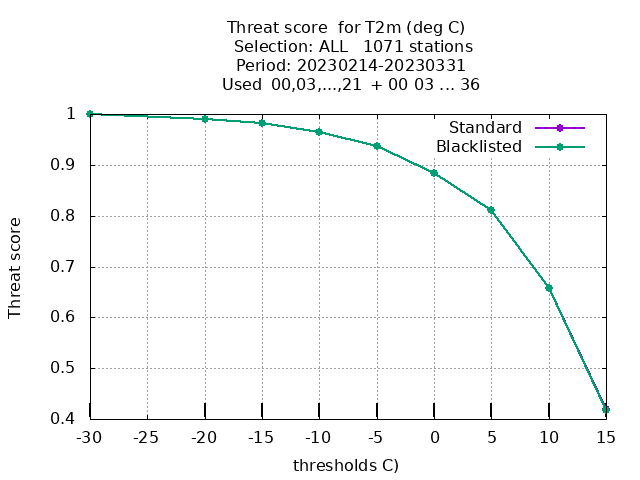 Threat score  for T2m (deg C)
Selection: ALL   1071 stations
Period: 20230214-20230331
Used  00,03,...,21  + 00 03 ... 36
Standard
Blacklisted
1
0.9
0.8
0.7
0.6
0.5
0.4
Threat score
-30 -25 -20 -15 -10 -5 0 5 10 15
thresholds C)